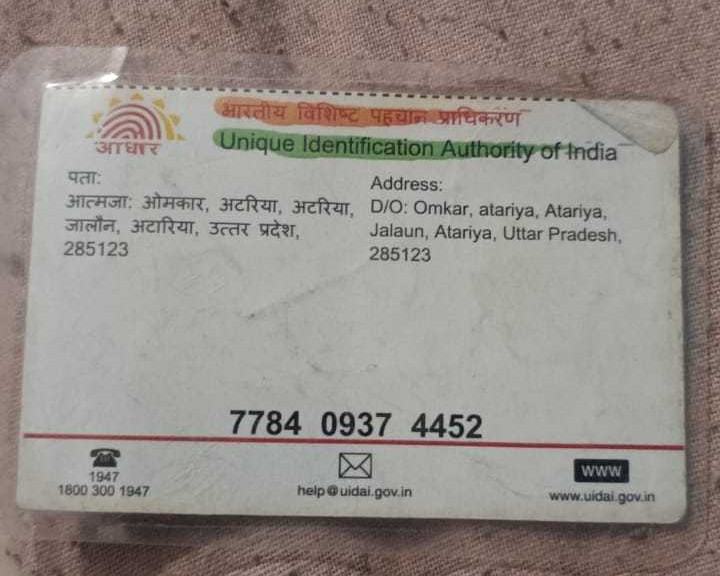 आधार
भारतीय विशिष्ट पहचान प्राधिकरण
Unique Identification Authority of India
पता:
आत्मजा: ओमकार, अटरिया, अटरिया,
जालौन, अटारिया, उत्तर प्रदेश,
285123
Address:
D/O: Omkar, atariya, Atariya,
Jalaun, Atariya, Uttar Pradesh,
285123
7784 0937 4452
1947
1800 300 1947
help@uidai.gov.in
www
www.uidai.gov.in